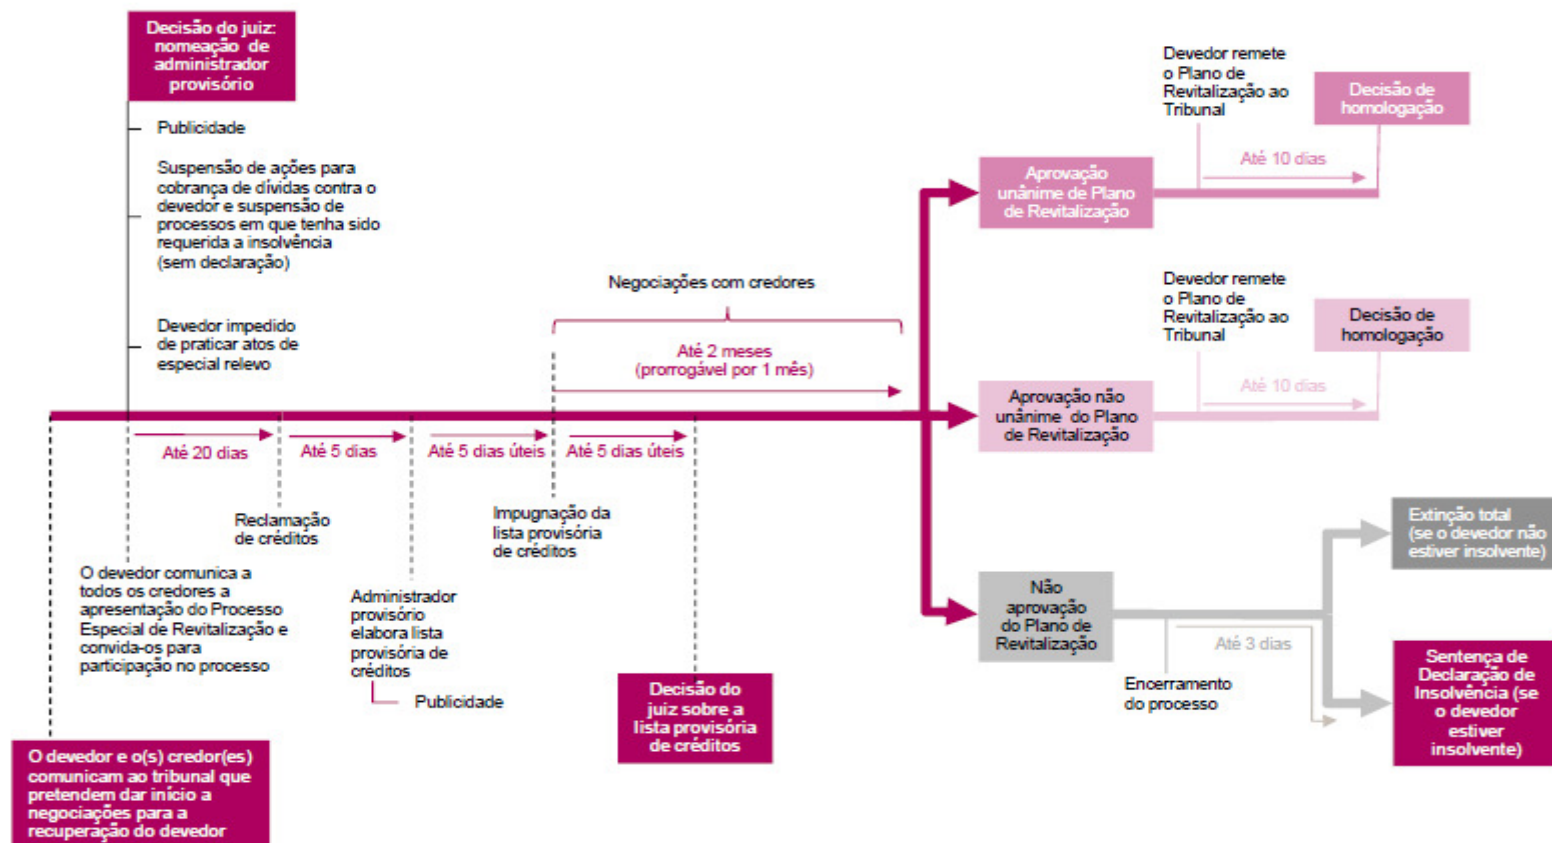 Decisão do juiz:
nomeação de
administrador
provisório
Publicidade
Suspensão de ações para
cobrança de dívidas contra o
devedor e suspensão de
processos em que tenha sido
requerida a insolvência
(sem declaração)
Devedor impedido
de praticar atos de
especial relevo
Negociações com credores
Até 2 meses
(prorrogável por 1 mês)
Até 20 dias
Até 5 dias
Até 5 dias úteis
Até 5 dias úteis
Reclamação
de créditos
Impugnação da
lista provisória
de créditos
O devedor comunica a
todos os credores a
apresentação do Processo
Especial de Revitalização e
convida-os para
participação no processo
Administrador
provisório
elabora lista
provisória de
créditos
Publicidade
Decisão do
juiz sobre a
lista provisória
de créditos
O devedor e o(s) credor(es)
comunicam ao tribunal que
pretendem dar início a
negociações para a
recuperação do devedor
Aprovação
unânime de Plano
de Revitalização
Devedor remete
o Plano de
Revitalização ao
Tribunal
Até 10 dias
Decisão de
homologação
Aprovação não
unânime do Plano
de Revitalização
Devedor remete
o Plano de
Revitalização ao
Tribunal
Até 10 dias
Decisão de
homologação
Não
aprovação
do Plano de
Revitalização
Encerramento
do processo
Até 3 dias
Extinção total
(se o devedor não
estiver insolvente)
Sentença de
Declaração de
Insolvência (se
o devedor
estiver
insolvente)